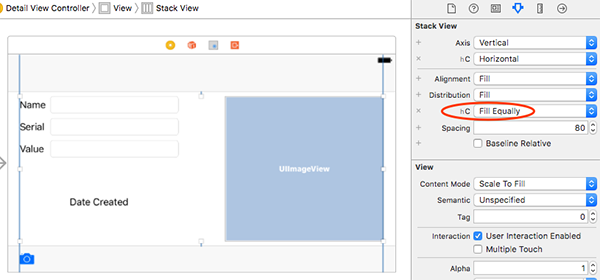 Detail View Controller View Stack View
Name
Serial
Value
Date Created
UIImageView
Stack View
+ Axis Vertical
× hC Horizontal
+ Alignment Fill
+ Distribution Fill
× hC Fill Equally
+ Spacing 80
+ Baseline Relative
View
Content Mode Scale To Fill
Semantic Unspecified
Tag 0
Interaction User Interaction Enabled
Multiple Touch
Alpha 1